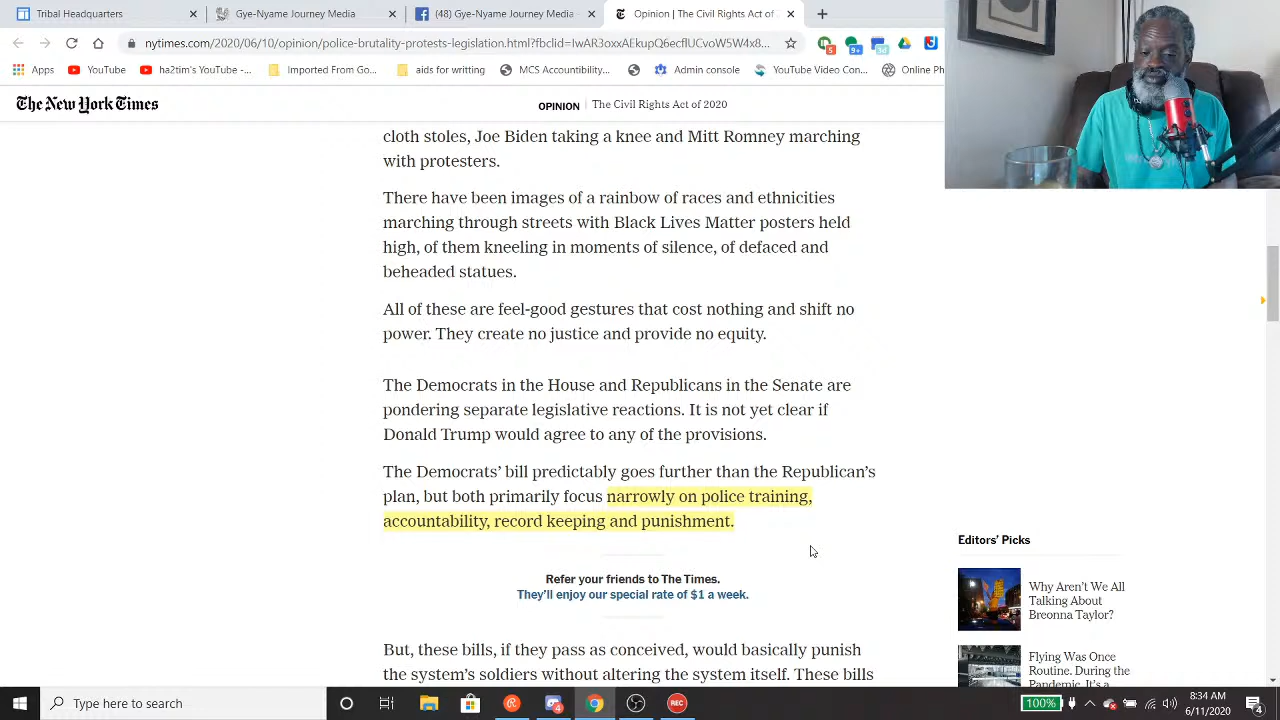 Tribal Headquarters
Gye-Nyame Journey Media
(48) Gye-Nyame Journey Media
Opinion | The Civil Rights Act of
nytimes.com/2020/06/10/opinion/police-brutality-protests-legislation.html?fbclid=IwAR3oxxAEkupQ6ecflUCvoW5W4x8...
Apps
YouTube
ha2tim's YouTube -...
Imported From Go...
aids Fasting
MCC Accountibility...
Admin console
YouTube Video Con...
Online Ph
The New York Times
OPINION | The Civil Rights Act of 2020
cloth stoles, Joe Biden taking a knee and Mitt Romney marching
with protesters.
There have been images of a rainbow of races and ethnicities
marching through streets with Black Lives Matter posters held
high, of them kneeling in moments of silence, of defaced and
beheaded statues.
All of these are feel-good gestures that cost nothing and shift no
power. They create no justice and provide no equity.
The Democrats in the House and Republicans in the Senate are
pondering separate legislative reactions. It is not yet clear if
Donald Trump would agree to any of the provisions.
The Democrats’ bill predictably goes further than the Republican’s
plan, but both primarily focus narrowly on police training,
accountability, record keeping and punishment.
Refer your friends to The Times.
They’ll enjoy our special rate of $1 a week.
But, these bills, if they pass as conceived, would basically punish
the system’s soldiers without altering the system itself. These bills
Editors’ Picks
Why Aren’t We All
Talking About
Breonna Taylor?
Flying Was Once
Routine. During the
Pandemic, It’s a
Type here to search
REC
100%
8:34 AM
6/11/2020
4